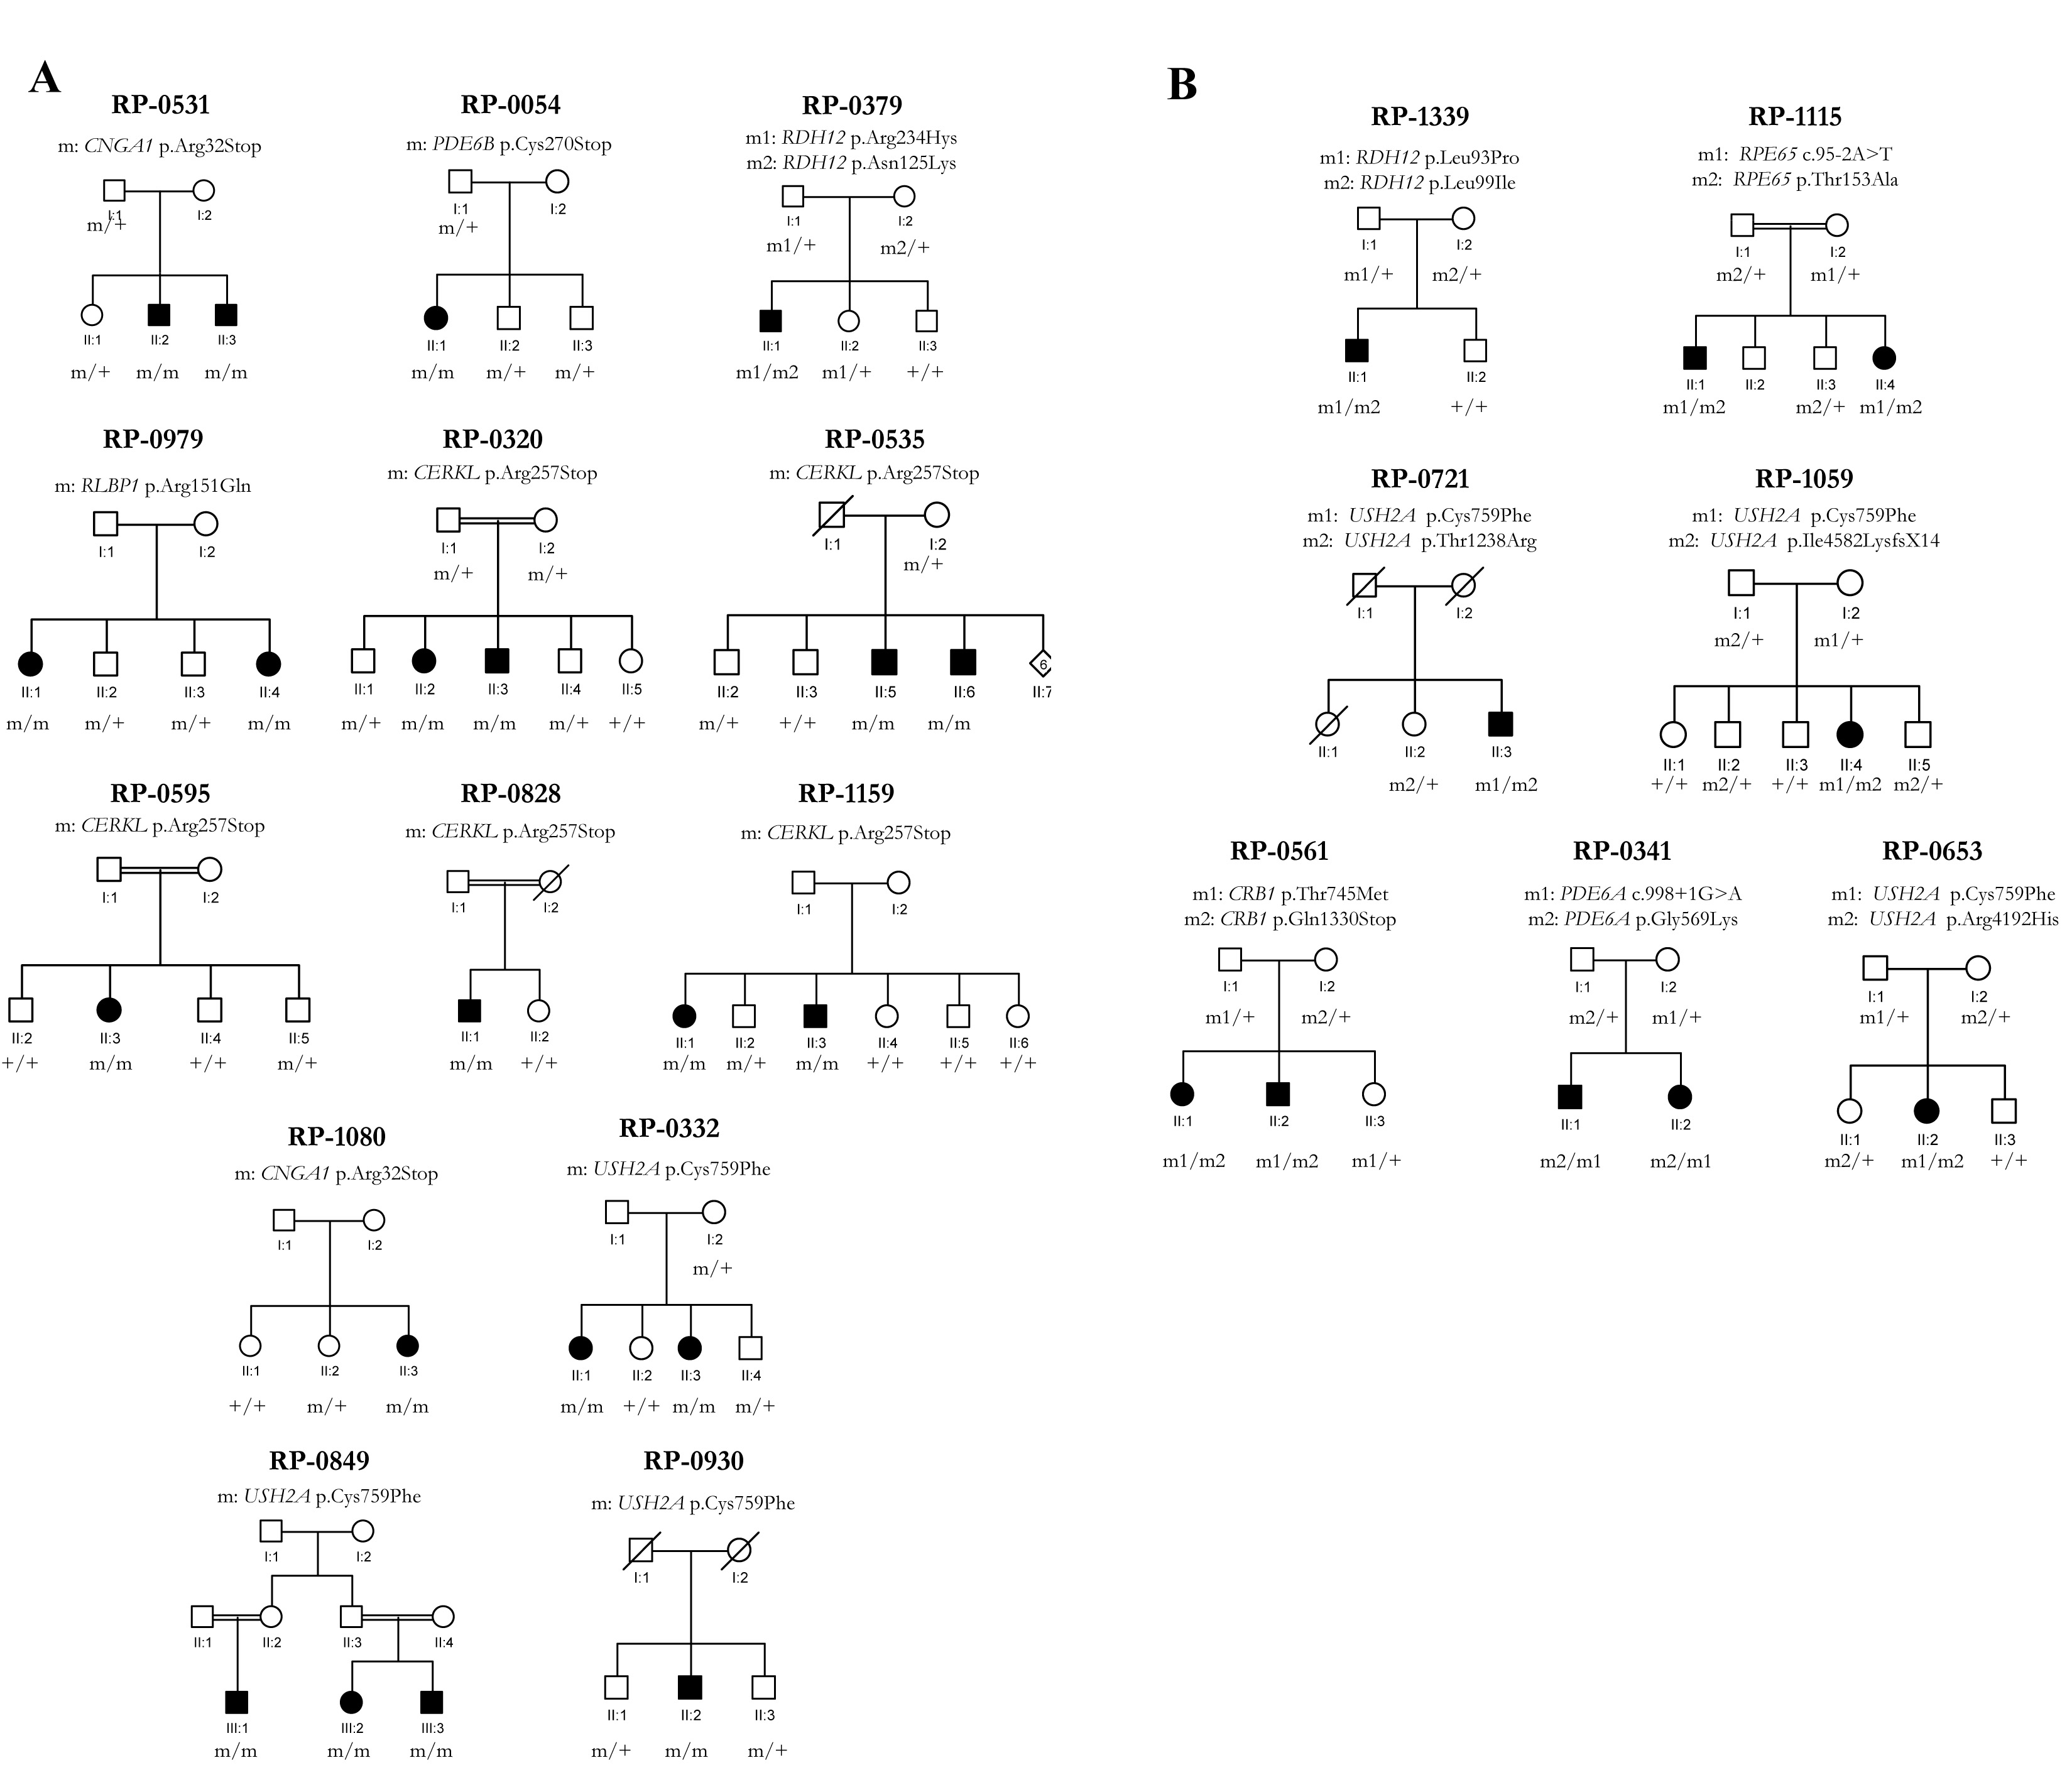 A
RP-0531
m: CNGA1 p.Arg32Stop
I:1 I:2
m/+
II:1 II:2 II:3
m/+ m/m m/m
RP-0054
m: PDE6B p.Cys270Stop
I:1 I:2
m/+
II:1 II:2 II:3
m/m m/+ m/+
RP-0379
m1: RDH12 p.Arg234Hys
m2: RDH12 p.Asn125Lys
I:1 I:2
m1/+ m2/+
II:1 II:2 II:3
m1/m2 m1/+ +/+
RP-0979
m: RLBP1 p.Arg151Gln
I:1 I:2
II:1 II:2 II:3 II:4
m/m m/+ m/+ m/m
RP-0320
m: CERKL p.Arg257Stop
I:1 I:2
m/+ m/+
II:1 II:2 II:3 II:4 II:5
m/+ m/m m/m m/+ +/+
RP-0535
m: CERKL p.Arg257Stop
I:1 I:2
m/+
6
II:2 II:3 II:5 II:6 II:7
m/+ +/+ m/m m/m
RP-0595
m: CERKL p.Arg257Stop
I:1 I:2
II:2 II:3 II:4 II:5
+/+ m/m +/+ m/+
RP-0828
m: CERKL p.Arg257Stop
I:1 I:2
II:1 II:2
m/m +/+
RP-1159
m: CERKL p.Arg257Stop
I:1 I:2
II:1 II:2 II:3 II:4 II:5 II:6
m/m m/+ m/m +/+ +/+ +/+
RP-1080
m: CNGA1 p.Arg32Stop
I:1 I:2
II:1 II:2 II:3
+/+ m/+ m/m
RP-0332
m: USH2A p.Cys759Phe
I:1 I:2
m/+
II:1 II:2 II:3 II:4
m/m +/+ m/m m/+
RP-0849
m: USH2A p.Cys759Phe
I:1 I:2
II:1 II:2 II:3 II:4
III:1 III:2 III:3
m/m m/m m/m
RP-0930
m: USH2A p.Cys759Phe
I:1 I:2
II:1 II:2 II:3
m/+ m/m m/+
B
RP-1339
m1: RDH12 p.Leu93Pro
m2: RDH12 p.Leu99Ile
I:1 I:2
m1/+ m2/+
II:1 II:2
m1/m2 +/+
RP-1115
m1: RPE65 c.95-2A>T
m2: RPE65 p.Thr153Ala
I:1 I:2
m2/+ m1/+
II:1 II:2 II:3 II:4
m1/m2 m2/+ m1/m2
RP-0721
m1: USH2A p.Cys759Phe
m2: USH2A p.Thr1238Arg
I:1 I:2
II:1 II:2 II:3
m2/+ m1/m2
RP-1059
m1: USH2A p.Cys759Phe
m2: USH2A p.Ile4582LysfsX14
I:1 I:2
m2/+ m1/+
II:1 II:2 II:3 II:4 II:5
+/+ m2/+ +/+ m1/m2 m2/+
RP-0561
m1: CRB1 p.Thr745Met
m2: CRB1 p.Gln1330Stop
I:1 I:2
m1/+ m2/+
II:1 II:2 II:3
m1/m2 m1/m2 m1/+
RP-0341
m1: PDE6A c.998+1G>A
m2: PDE6A p.Gly569Lys
I:1 I:2
m2/+ m1/+
II:1 II:2
m2/m1 m2/m1
RP-0653
m1: USH2A p.Cys759Phe
m2: USH2A p.Arg4192His
I:1 I:2
m1/+ m2/+
II:1 II:2 II:3
m2/+ m1/m2 +/+